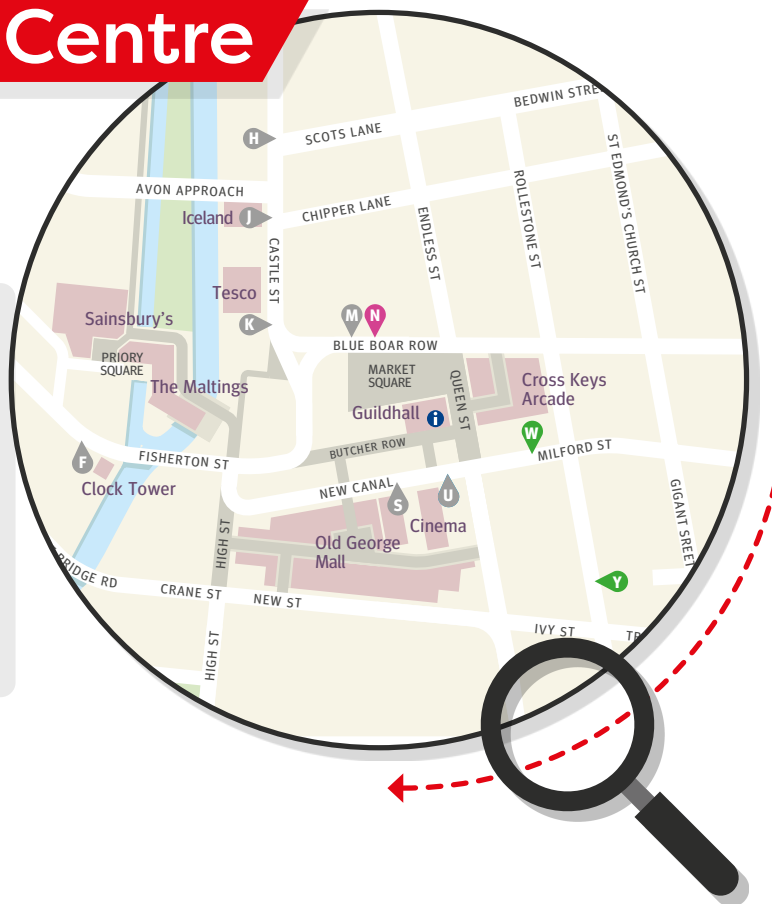 Centre
BEDWIN STRE
H
SCOTS LANE
ST EDMOND'S CHURCH ST
AVON APPROACH
ROLLESTONE ST
Iceland
J
CHIPPER LANE
ENDLESS ST
CASTLE ST
Tesco
Sainsbury's
K
M
N
BLUE BOAR ROW
PRIORY
SQUARE
The Maltings
MARKET
SQUARE
QUEEN ST
Cross Keys
Arcade
Guildhall
i
W
BUTCHER ROW
MILFORD ST
F
FISHERTON ST
Clock Tower
NEW CANAL
S
U
Cinema
GIGANT SREET
HIGH ST
Old George
Mall
BRIDGE RD
CRANE ST
NEW ST
Y
IVY ST
TR
HIGH ST